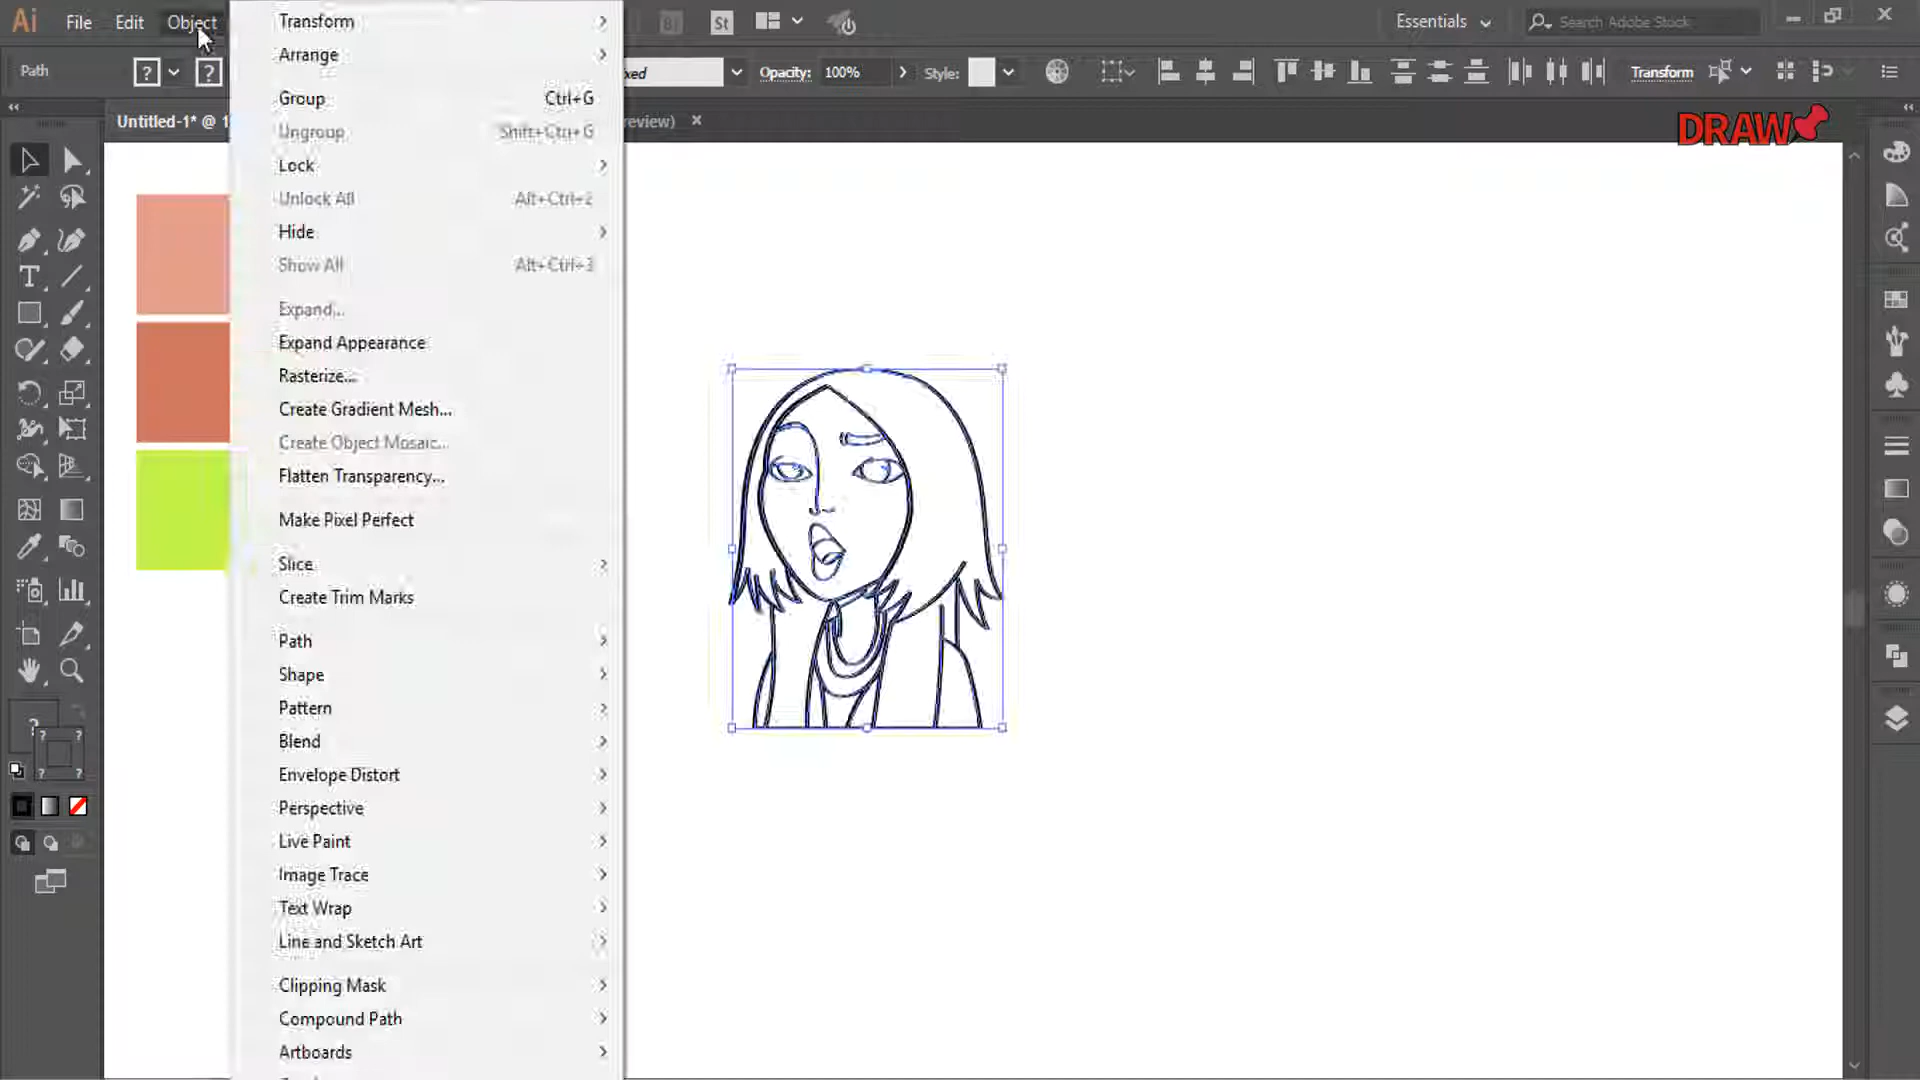 Ai File Edit Object Br St Essentials Search Adobe Stock
Path ? ? xed Opacity: 100% Style: Transform
Untitled-1* @ 1 review) ×
DRAW
Transform
Arrange
Group Ctrl+G
Ungroup Shift+Ctrl+G
Lock
Unlock All Alt+Ctrl+2
Hide
Show All Alt+Ctrl+3
Expand...
Expand Appearance
Rasterize...
Create Gradient Mesh...
Create Object Mosaic...
Flatten Transparency...
Make Pixel Perfect
Slice
Create Trim Marks
Path
Shape
Pattern
Blend
Envelope Distort
Perspective
Live Paint
Image Trace
Text Wrap
Line and Sketch Art
Clipping Mask
Compound Path
Artboards